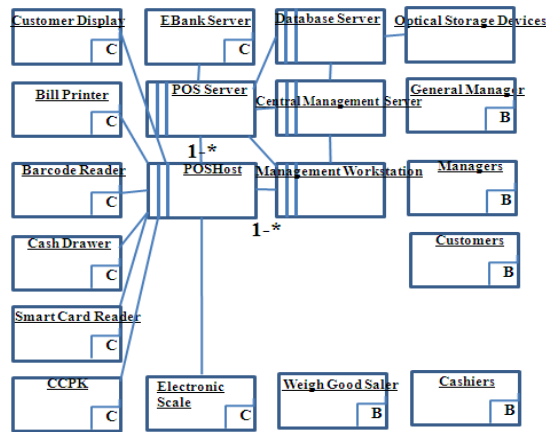 Customer Display
C
EBank Server
C
Database Server
Optical Storage Devices
Bill Printer
C
POS Server
Central Management Server
General Manager
B
1-*
Barcode Reader
C
POSHost
Management Workstation
Managers
B
1-*
Cash Drawer
C
Customers
B
Smart Card Reader
C
CCPK
C
Electronic
Scale
C
Weigh Good Saler
B
Cashiers
B